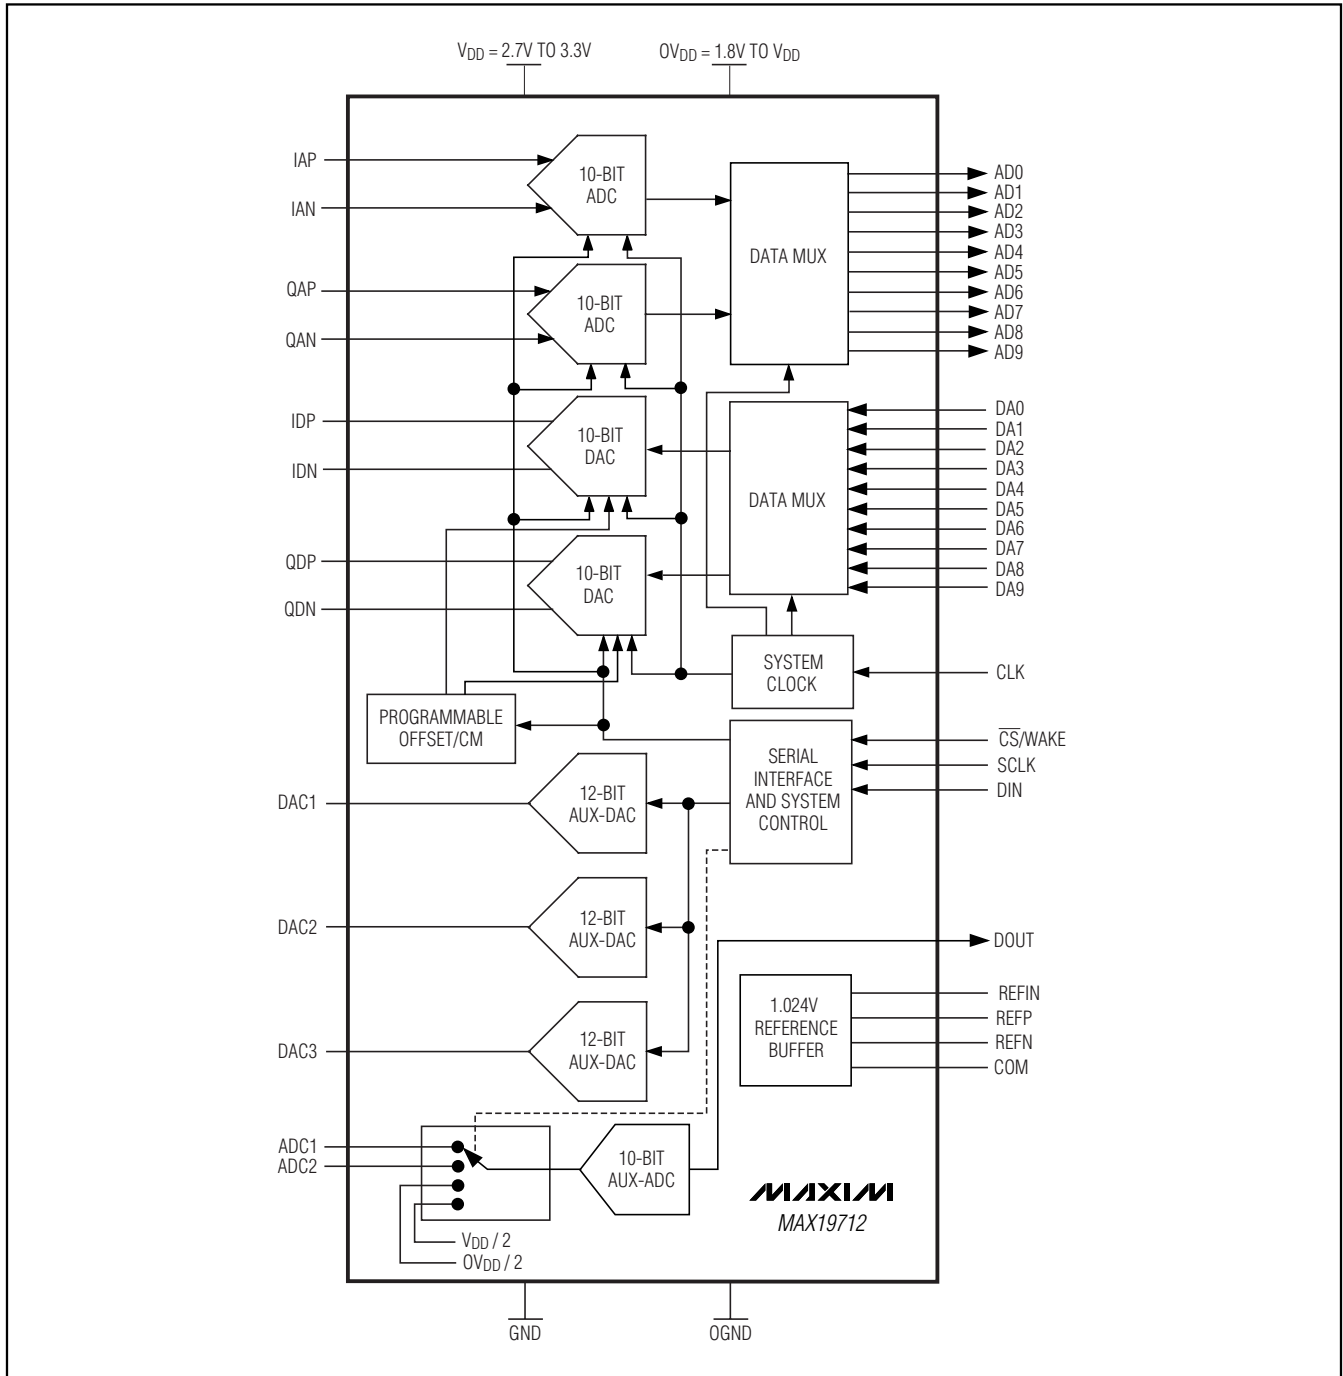 VDD = 2.7V TO 3.3V
OVDD = 1.8V TO VDD
IAP
IAN
10-BIT
ADC
QAP
QAN
10-BIT
ADC
DATA MUX
AD0
AD1
AD2
AD3
AD4
AD5
AD6
AD7
AD8
AD9
IDP
IDN
10-BIT
DAC
QDP
QDN
10-BIT
DAC
DATA MUX
DA0
DA1
DA2
DA3
DA4
DA5
DA6
DA7
DA8
DA9
SYSTEM
CLOCK
CLK
PROGRAMMABLE
OFFSET/CM
SERIAL
INTERFACE
AND SYSTEM
CONTROL
CS/WAKE
SCLK
DIN
DAC1
12-BIT
AUX-DAC
DAC2
12-BIT
AUX-DAC
DOUT
DAC3
12-BIT
AUX-DAC
1.024V
REFERENCE
BUFFER
REFIN
REFP
REFN
COM
ADC1
ADC2
10-BIT
AUX-ADC
VDD / 2
OVDD / 2
MAXIM
MAX19712
GND
OGND